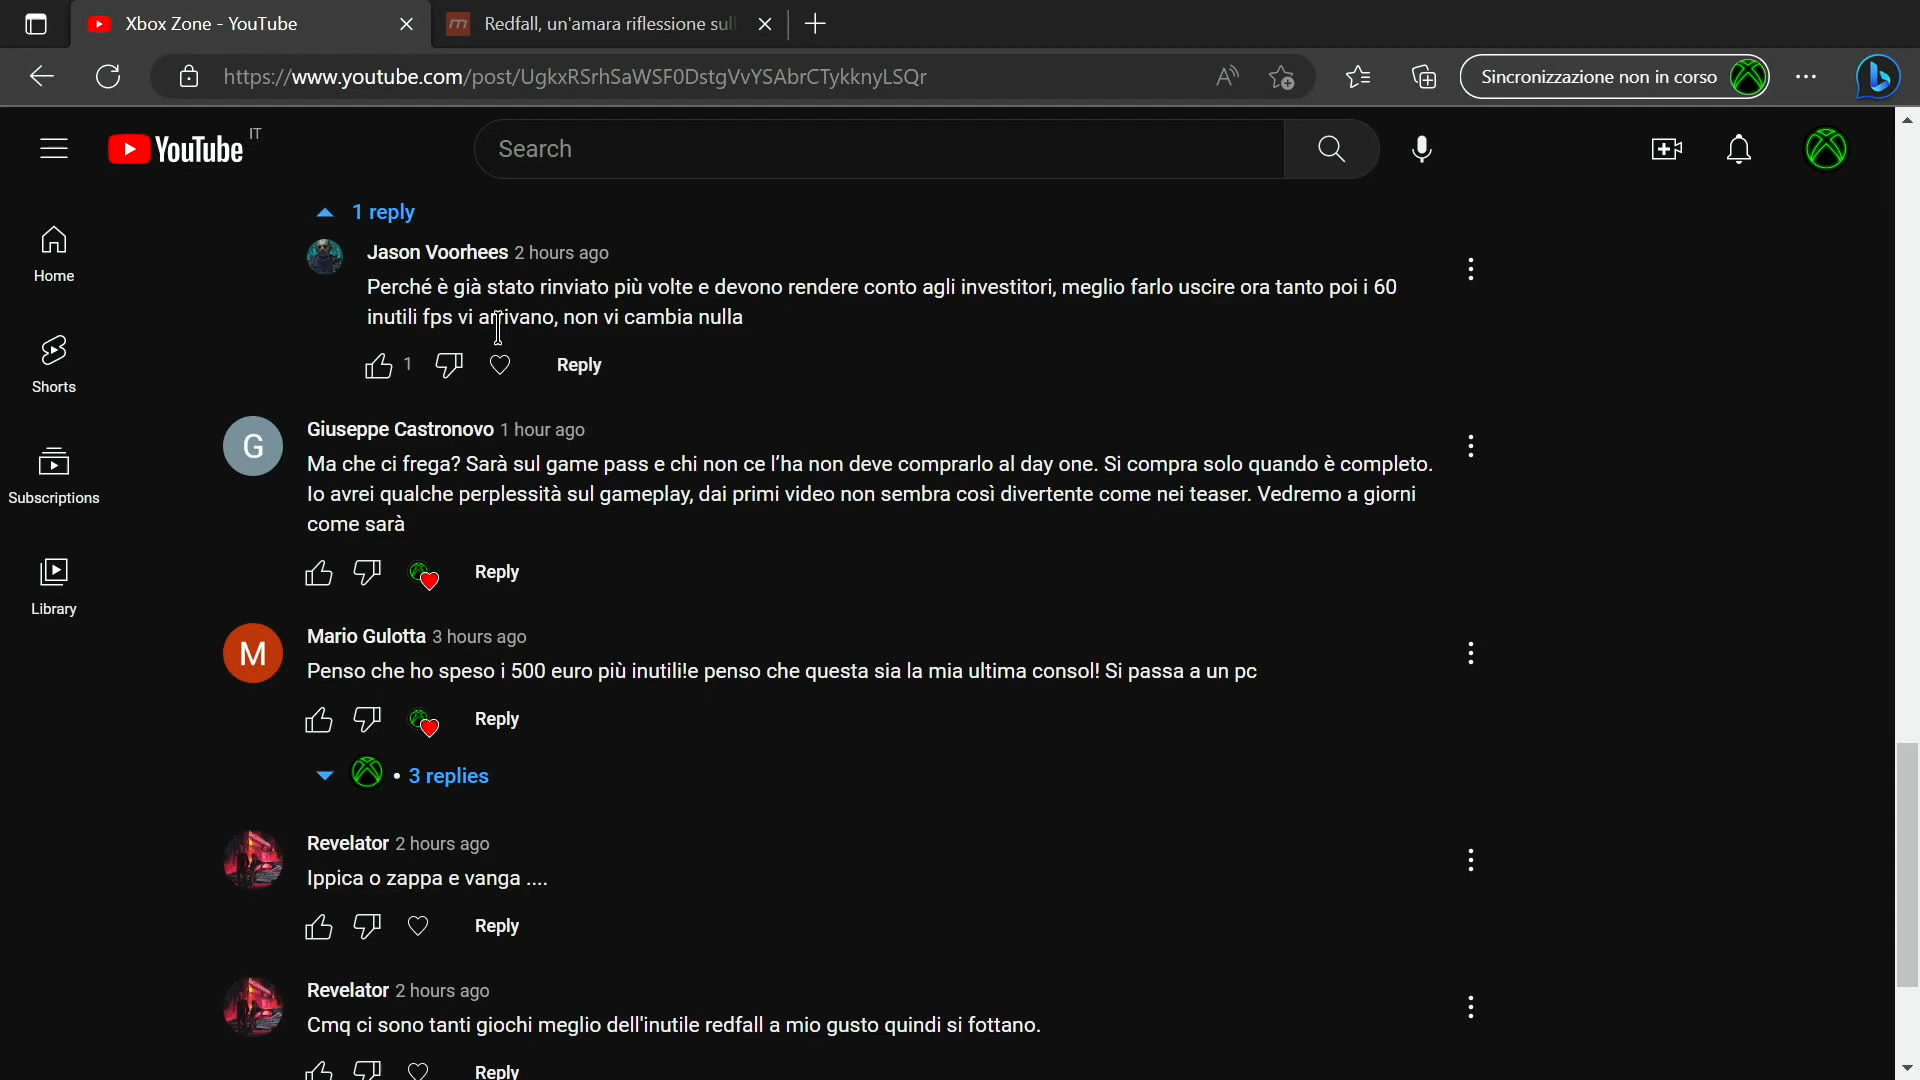 Xbox Zone - YouTube
Redfall, un'amara riflessione sul
https://www.youtube.com/post/UgkxRSrhSaWSF0DstgVvYSAbrCTykknyLSQr
Sincronizzazione non in corso
YouTube IT
Search
1 reply
Jason Voorhees 2 hours ago
Perché è già stato rinviato più volte e devono rendere conto agli investitori, meglio farlo uscire ora tanto poi i 60
inutili fps vi arrivano, non vi cambia nulla
1 Reply
Giuseppe Castronovo 1 hour ago
G
Ma che ci frega? Sarà sul game pass e chi non ce l'ha non deve comprarlo al day one. Si compra solo quando è completo.
Io avrei qualche perplessità sul gameplay, dai primi video non sembra così divertente come nei teaser. Vedremo a giorni
come sarà
Reply
Mario Gulotta 3 hours ago
M
Penso che ho speso i 500 euro più inutili!e penso che questa sia la mia ultima consol! Si passa a un pc
Reply
• 3 replies
Revelator 2 hours ago
Ippica o zappa e vanga ....
Reply
Revelator 2 hours ago
Cmq ci sono tanti giochi meglio dell'inutile redfall a mio gusto quindi si fottano.
Reply
Home
Shorts
Subscriptions
Library